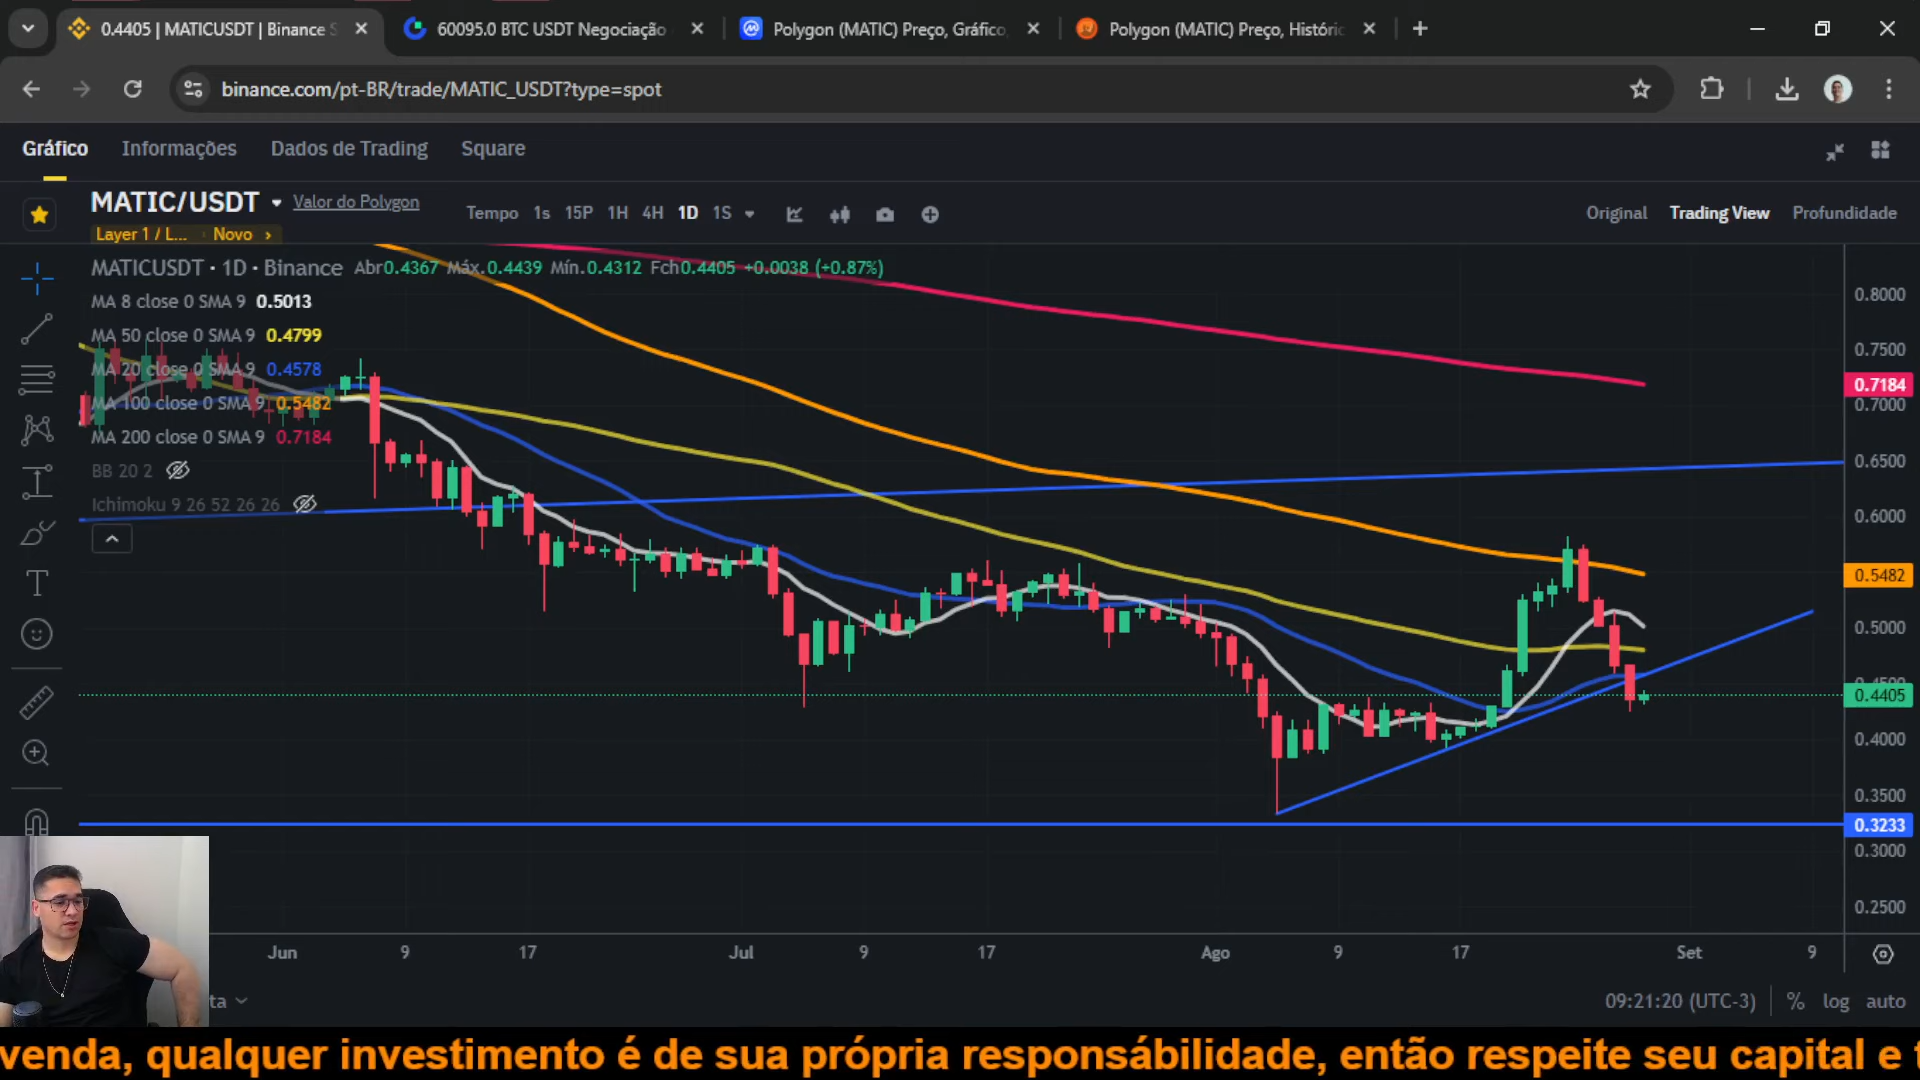 0.4405 | MATICUSDT | Binance S
60095.0 BTC USDT Negociação
Polygon (MATIC) Preço, Gráfico,
Polygon (MATIC) Preço, Históric
binance.com/pt-BR/trade/MATIC_USDT?type=spot
Gráfico
Informações
Dados de Trading
Square
MATIC/USDT
Valor do Polygon
Layer 1 / L...
Novo
Tempo 1s 15P 1H 4H 1D 1S
Original
Trading View
Profundidade
MATICUSDT · 1D · Binance Abr0.4367 Máx.0.4439 Mín.0.4312 Fch0.4405 +0.0038 (+0.87%)
MA 8 close 0 SMA 9 0.5013
MA 50 close 0 SMA 9 0.4799
MA 20 close 0 SMA 9 0.4578
MA 100 close 0 SMA 9 0.5482
MA 200 close 0 SMA 9 0.7184
BB 20 2
Ichimoku 9 26 52 26 26
0.8000
0.7500
0.7184
0.7000
0.6500
0.6000
0.5482
0.5000
0.4405
0.4000
0.3500
0.3233
0.3000
0.2500
Jun 9 17 Jul 9 17 Ago 9 17 Set 9
ta
09:21:20 (UTC-3)
% log auto
venda, qualquer investimento é de sua própria responsábilidade, então respeite seu capital e t